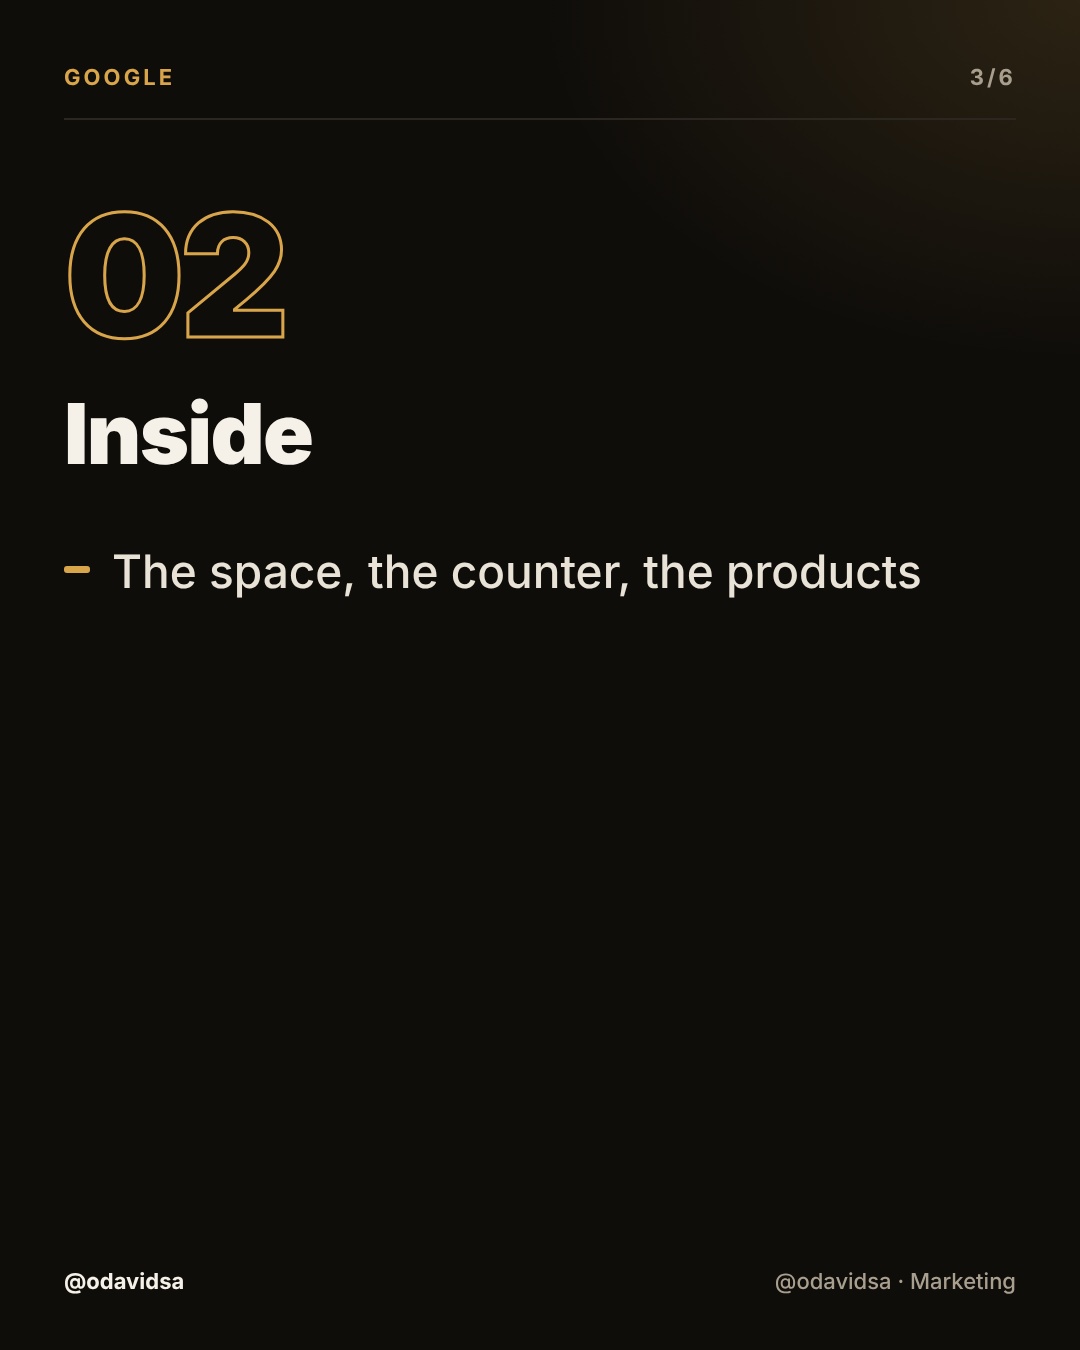 GOOGLE
3/6
02
Inside
The space, the counter, the products
@odavidsa
@odavidsa · Marketing